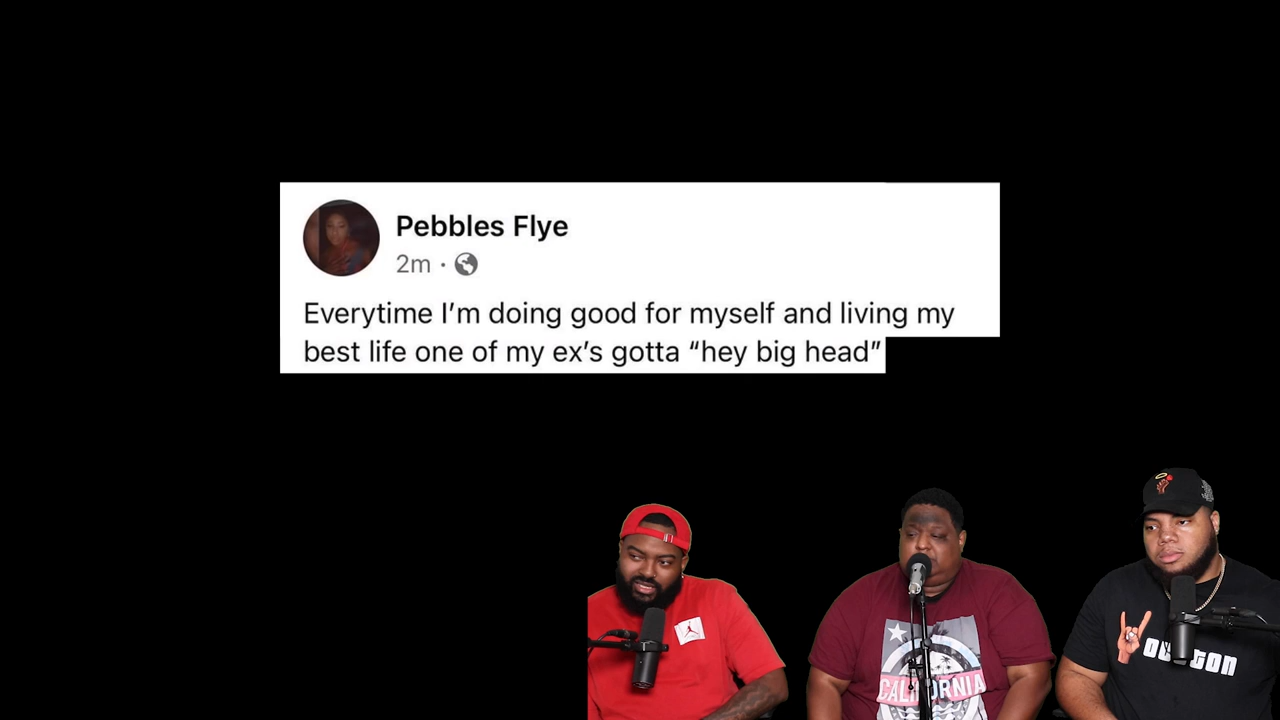 Pebbles Flye
2m ·
Everytime I’m doing good for myself and living my
best life one of my ex’s gotta “hey big head”
CALIFORNIA